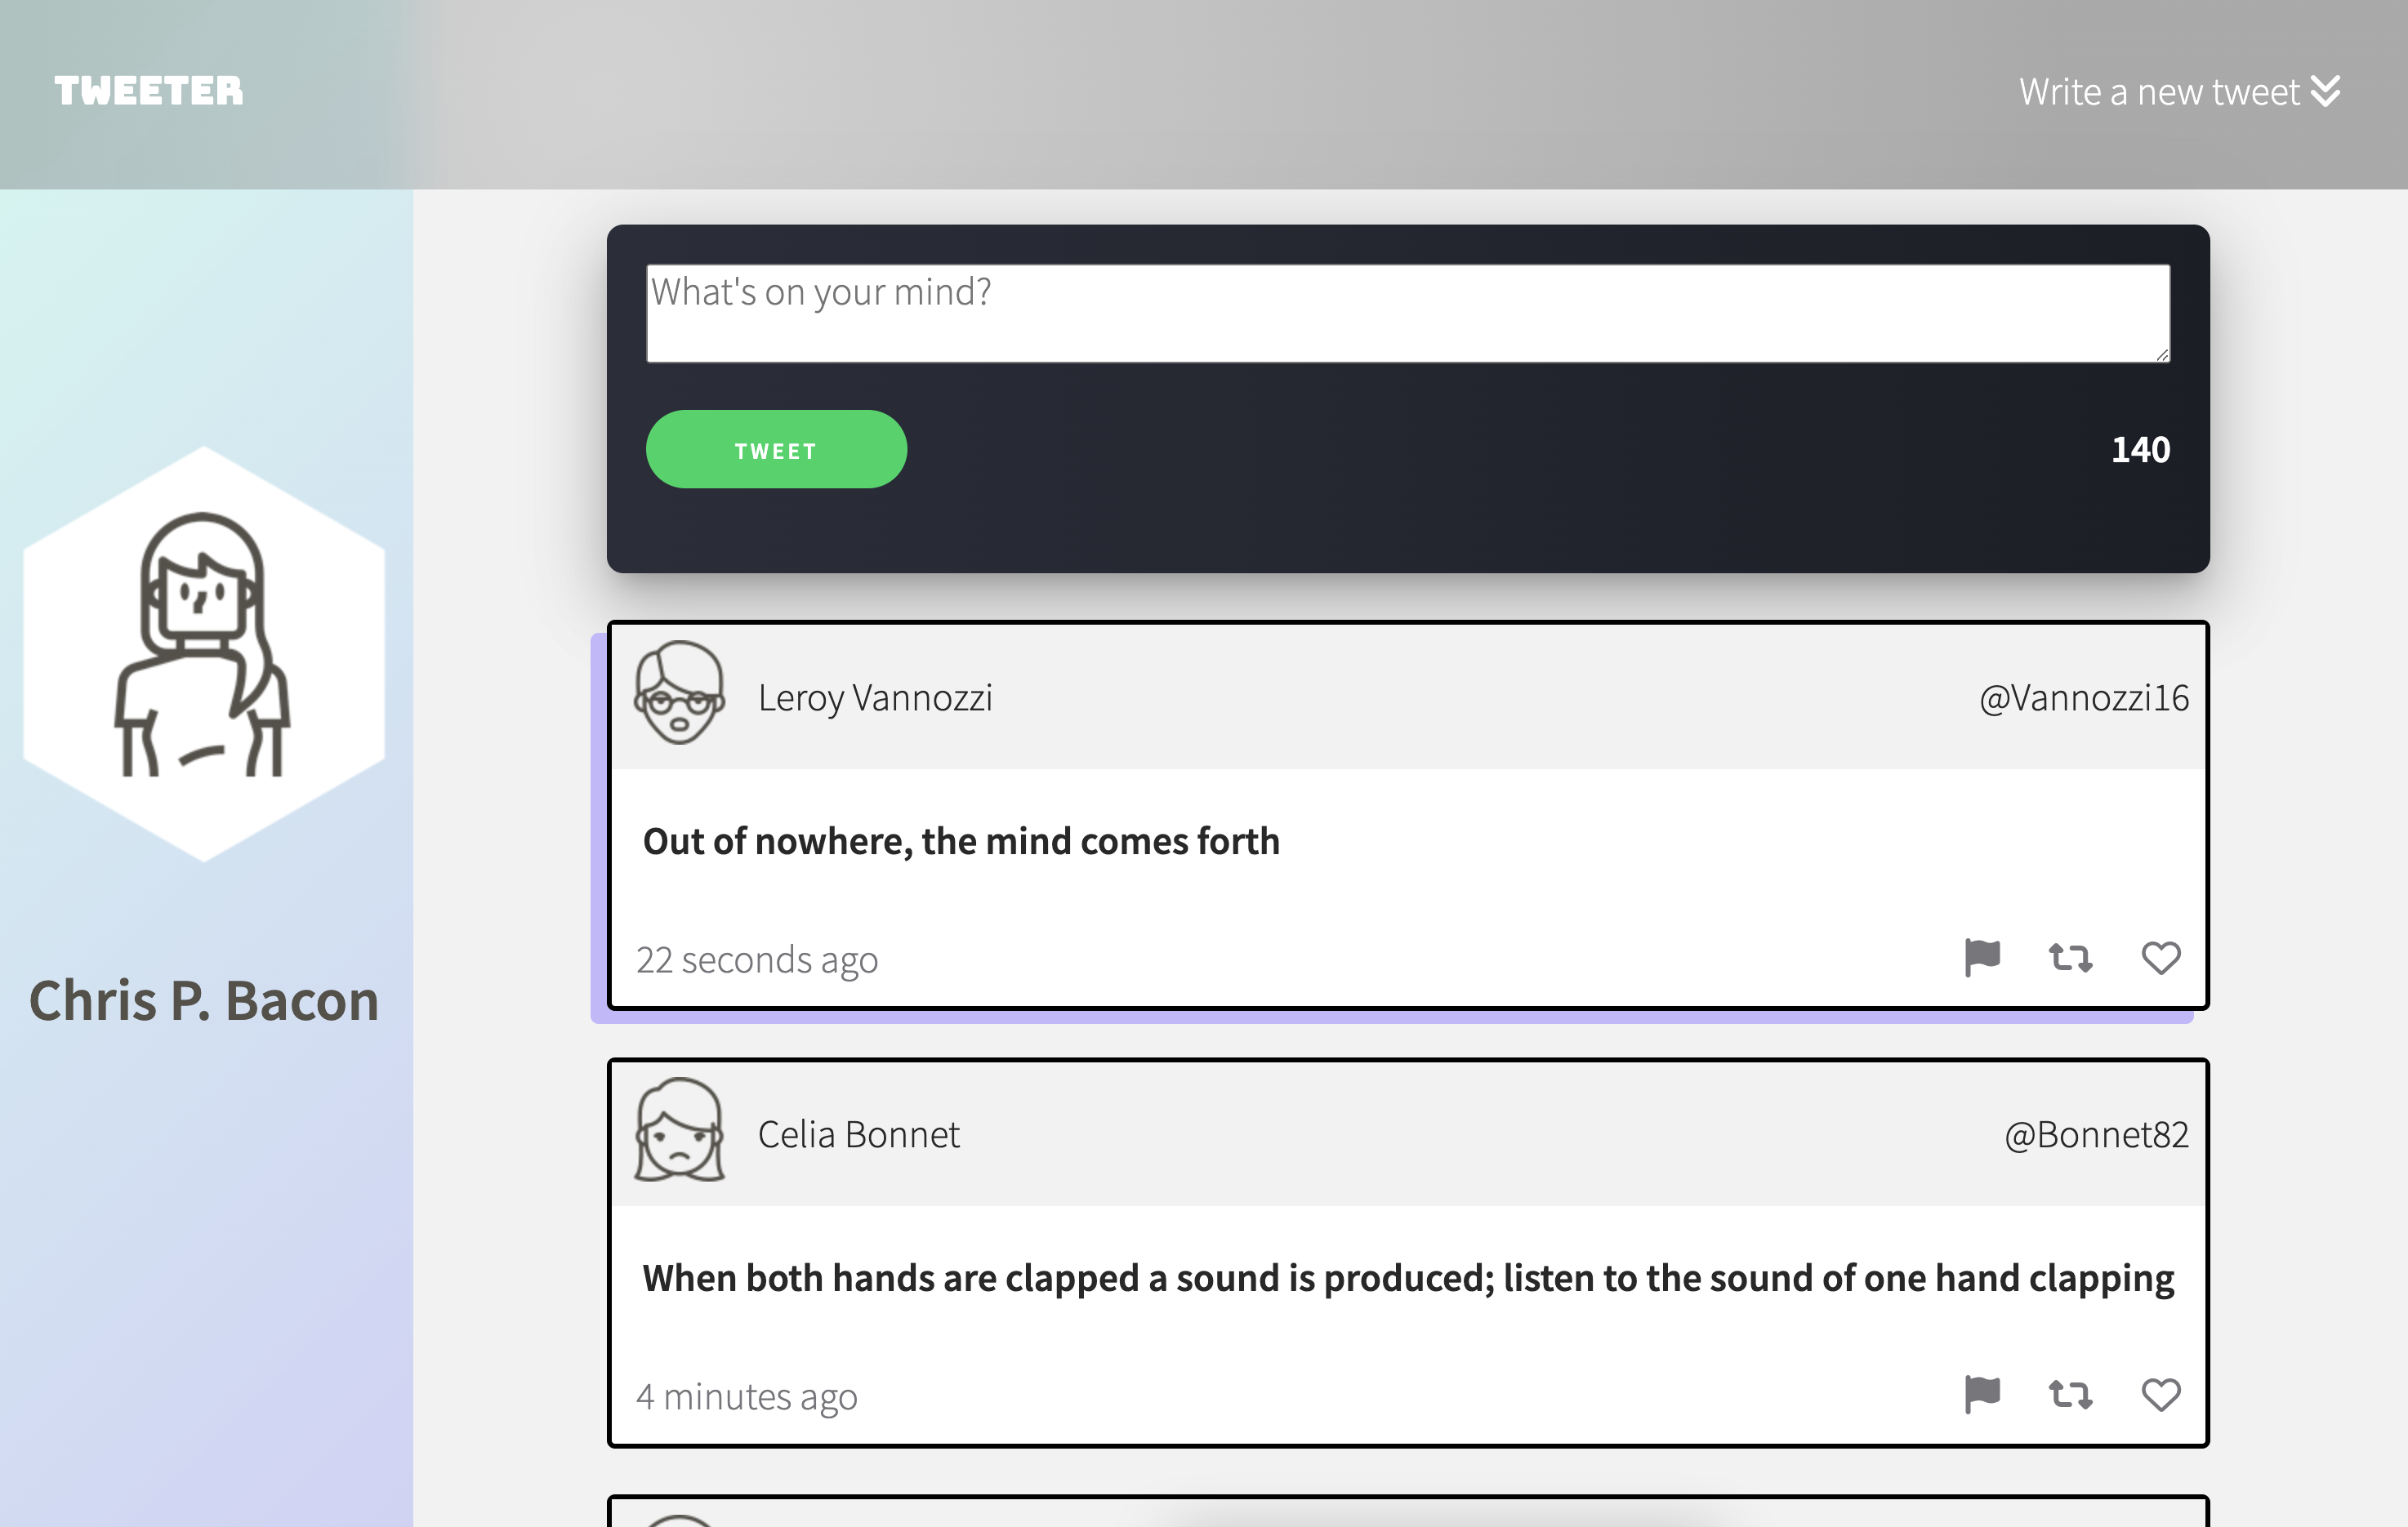 TWEETER
Write a new tweet
What's on your mind?
TWEET
140
Chris P. Bacon
Leroy Vannozzi
@Vannozzi16
Out of nowhere, the mind comes forth
22 seconds ago
Celia Bonnet
@Bonnet82
When both hands are clapped a sound is produced; listen to the sound of one hand clapping
4 minutes ago